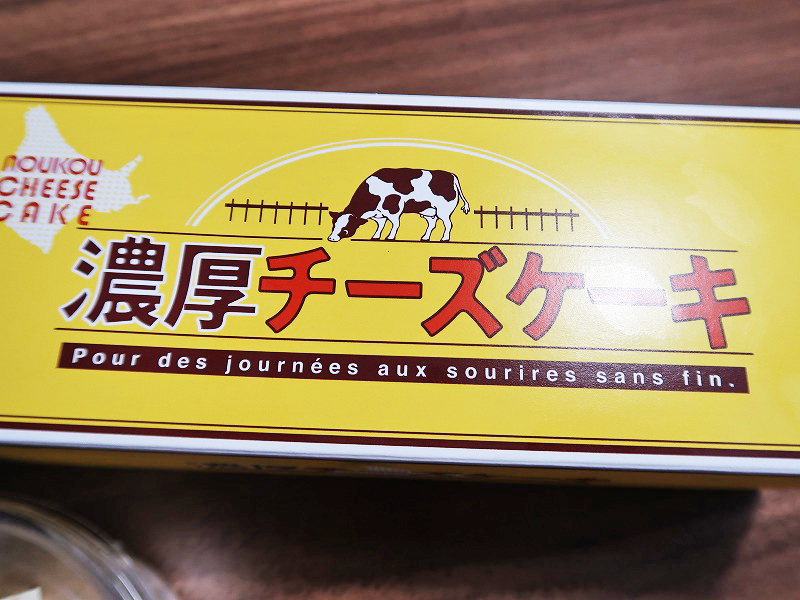 NOUKOU
CHEESE
CAKE
濃厚チーズケーキ
Pour des journées aux sourires sans fin.